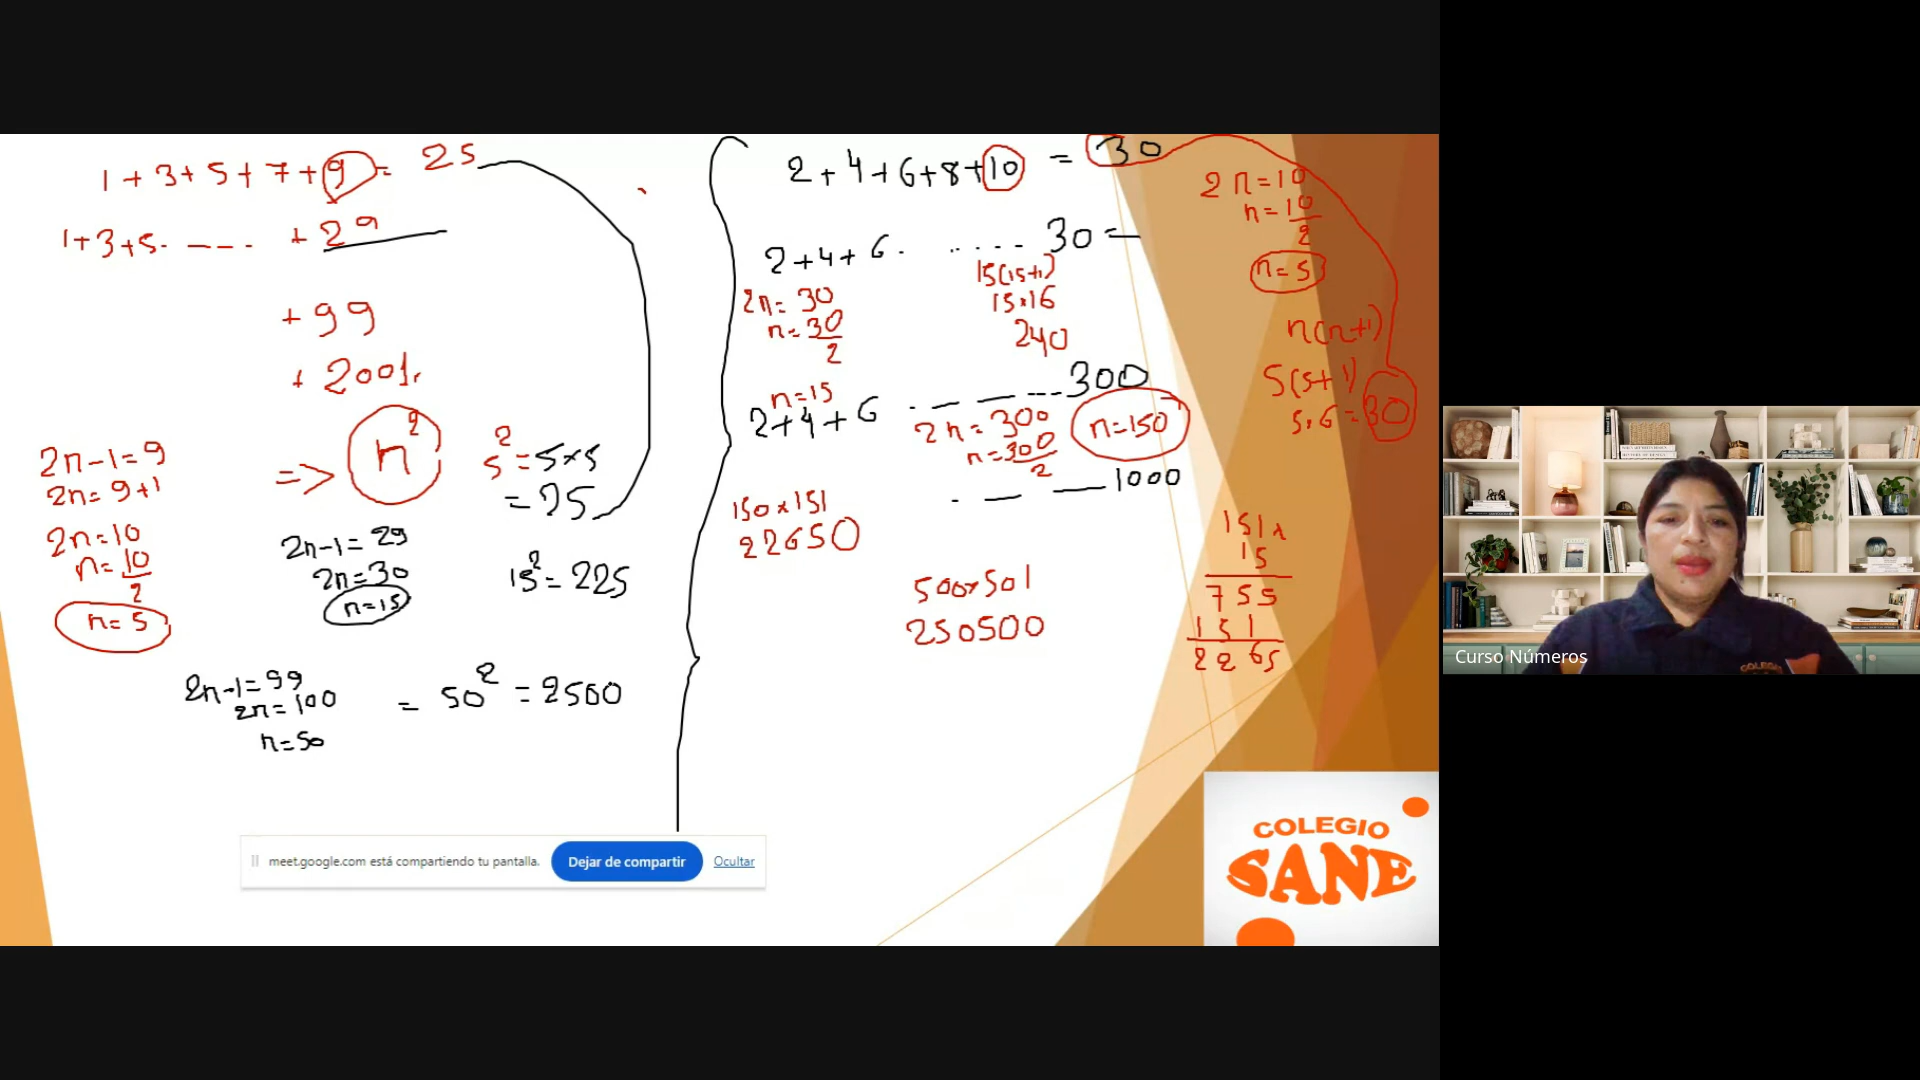 1+3+5+7+9= 25
1+3+5. --- . +29
+99
+2001.
2n-1=9
2n=9+1
2n=10
n=10
2
n=5
=> n²
5²=5×5
=25
2n-1=29
2n=30
n=15
15²=225
2n-1=99
2n=100
n=50
= 50² = 2500
2+4+6+8+10 = 30
2+4+6. .. ... 30=
2n=30
n=30
2
n=15
15(15+1)
15.16
240
2+4+6 . — — --- 300
2n=300
n=300
2
n=150
. — — 1000
150×151
22650
500×501
250500
2n=10
n=10
2
n=5
n(n+1)
5(5+1)
5.6=30
151×
15
755
151
2265
meet.google.com está compartiendo tu pantalla. Dejar de compartir Ocultar
COLEGIO
SANE
Curso Números